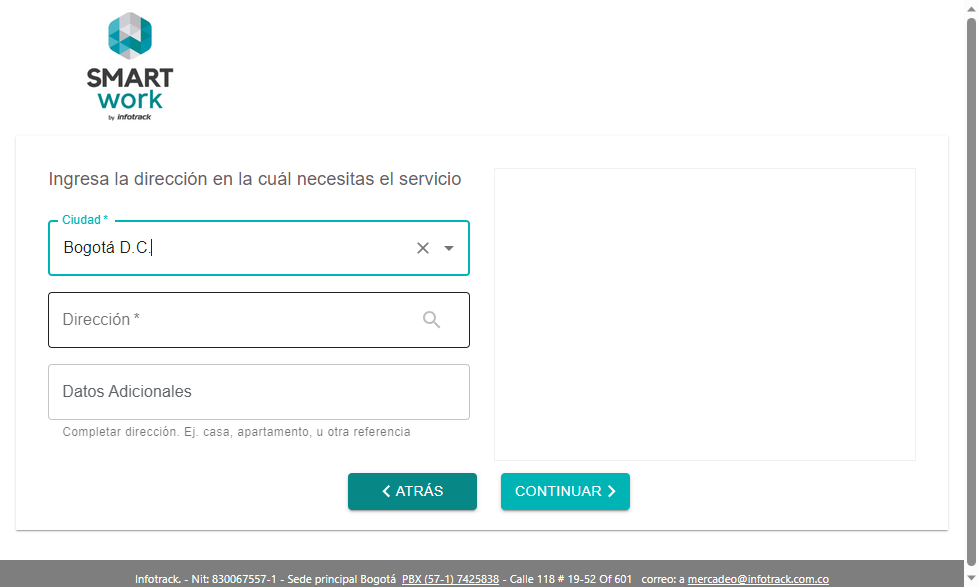 SMART
work
by infotrack
Ingresa la dirección en la cuál necesitas el servicio
Ciudad *
Bogotá D.C.
Dirección *
Datos Adicionales
Completar dirección. Ej. casa, apartamento, u otra referencia
ATRÁS
CONTINUAR
Infotrack. - Nit: 830067557-1 - Sede principal Bogotá PBX (57-1) 7425838 - Calle 118 # 19-52 Of 601 correo: a mercadeo@infotrack.com.co